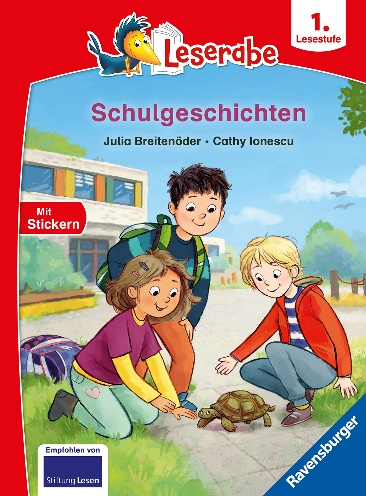 Leserabe
1.
Lesestufe
Schulgeschichten
Julia Breitenöder • Cathy Ionescu
Mit
Stickern
Empfohlen von
Stiftung Lesen
Ravensburger